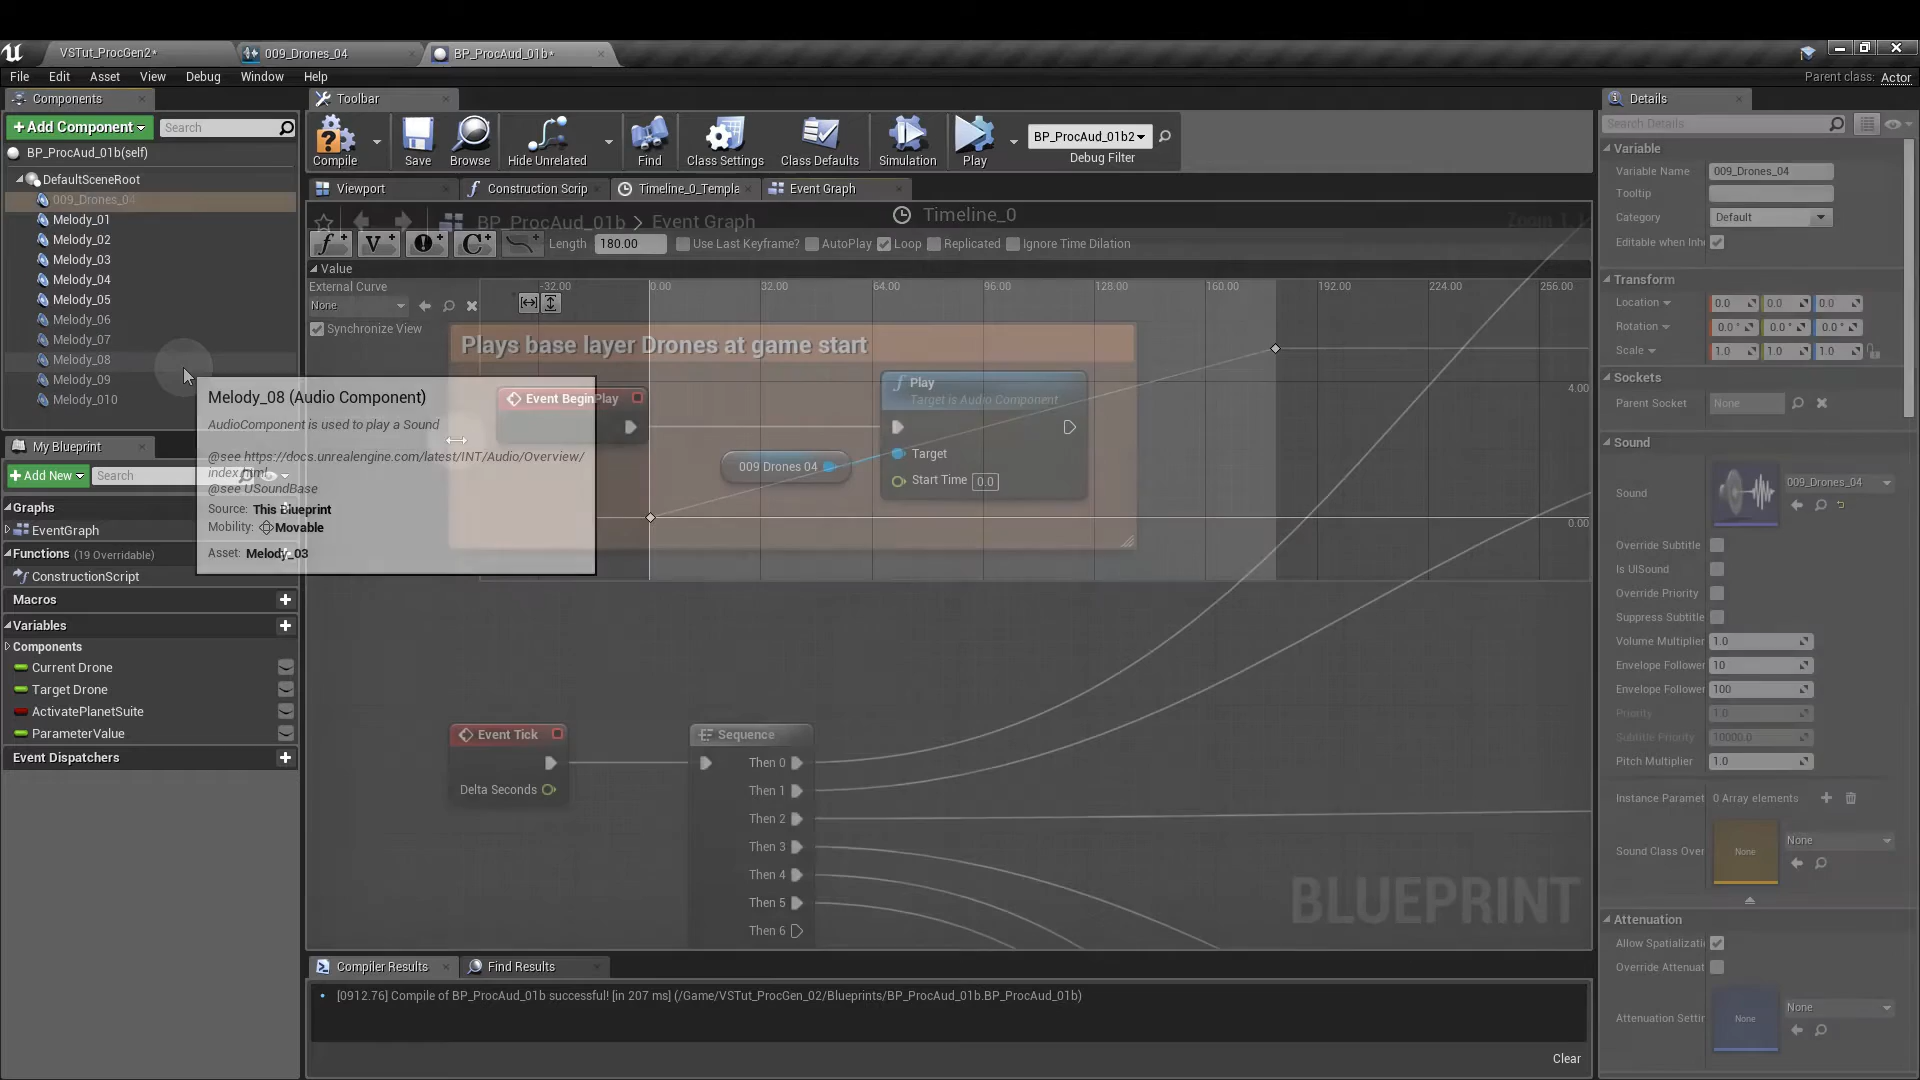 VSTut_ProcGen2*
009_Drones_04
BP_ProcAud_01b*
File Edit Asset View Debug Window Help
Parent class: Actor
Components
+Add Component
Search
BP_ProcAud_01b(self)
DefaultSceneRoot
009_Drones_04
Melody_01
Melody_02
Melody_03
Melody_04
Melody_05
Melody_06
Melody_07
Melody_08
Melody_09
Melody_010
My Blueprint
+Add New
Search
Graphs
EventGraph
Functions (19 Overridable)
ConstructionScript
Macros
Variables
Components
Current Drone
Target Drone
ActivatePlanetSuite
ParameterValue
Event Dispatchers
Melody_08 (Audio Component)
AudioComponent is used to play a Sound
@see https://docs.unrealengine.com/latest/INT/Audio/Overview/
index.html
@see USoundBase
Source: This Blueprint
Mobility: Movable
Asset: Melody_03
Toolbar
Compile
Save
Browse
Hide Unrelated
Find
Class Settings
Class Defaults
Simulation
Play
BP_ProcAud_01b2
Debug Filter
Viewport
Construction Scrip
Timeline_0_Templa
Event Graph
BP_ProcAud_01b > Event Graph
Timeline_0
Length 180.00 Use Last Keyframe? AutoPlay Loop Replicated Ignore Time Dilation
Value
External Curve
None
Synchronize View
-32.00 0.00 32.00 64.00 96.00 128.00 160.00 192.00 224.00 256.00
4.00
0.00
Plays base layer Drones at game start
Event BeginPlay
009 Drones 04
Play
Target is Audio Component
Target
Start Time 0.0
Event Tick
Delta Seconds
Sequence
Then 0
Then 1
Then 2
Then 3
Then 4
Then 5
Then 6
BLUEPRINT
Compiler Results
Find Results
[0912.76] Compile of BP_ProcAud_01b successful! [in 207 ms] (/Game/VSTut_ProcGen_02/Blueprints/BP_ProcAud_01b.BP_ProcAud_01b)
Clear
Details
Search Details
Variable
Variable Name 009_Drones_04
Tooltip
Category Default
Editable when Inh
Transform
Location 0.0 0.0 0.0
Rotation 0.0 ° 0.0 ° 0.0 °
Scale 1.0 1.0 1.0
Sockets
Parent Socket None
Sound
Sound 009_Drones_04
Override Subtitle
Is UISound
Override Priority
Suppress Subtitle
Volume Multiplier 1.0
Envelope Follower 10
Envelope Follower 100
Priority 1.0
Subtitle Priority 10000.0
Pitch Multiplier 1.0
Instance Paramet 0 Array elements
Sound Class Over None None
Attenuation
Allow Spatializati
Override Attenuat
Attenuation Settin None None